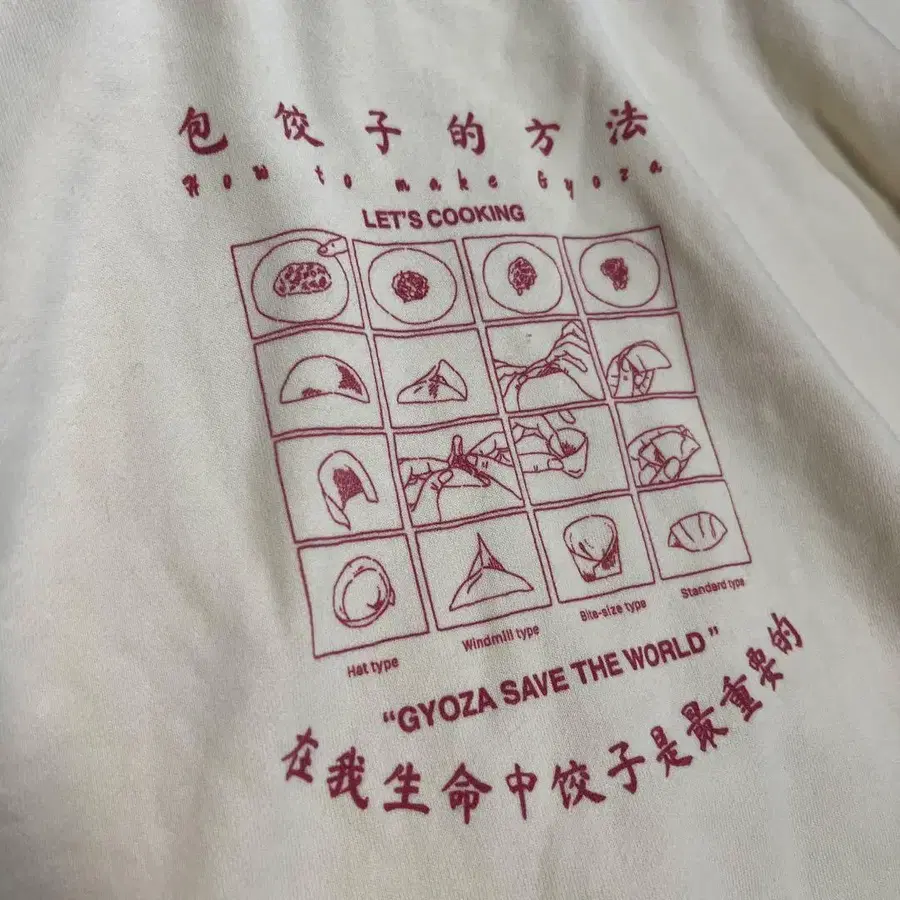 包饺子的方法
How to make Gyoza
LET'S COOKING
Hat type
Windmill type
Bite-size type
Standard type
“GYOZA SAVE THE WORLD”
在我生命中饺子是最重要的